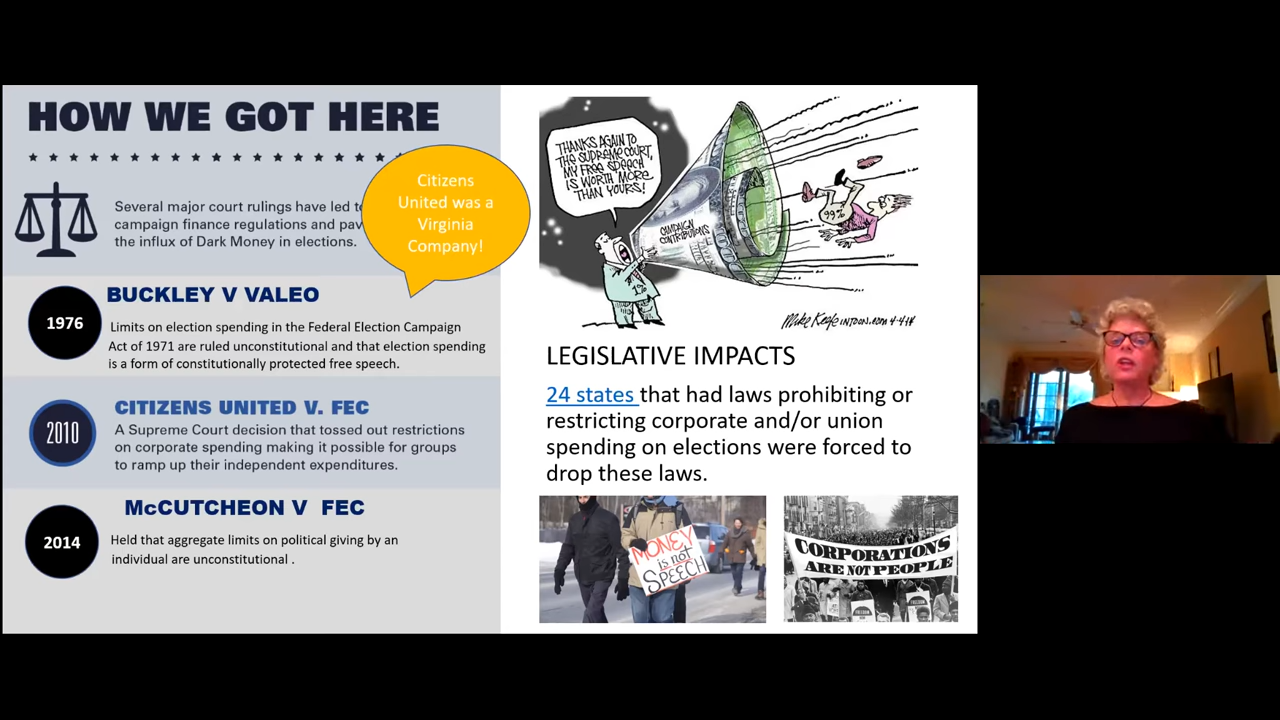 HOW WE GOT HERE
Several major court rulings have led t
campaign finance regulations and pav
the influx of Dark Money in elections.
Citizens
United was a
Virginia
Company!
1976
BUCKLEY V VALEO
Limits on election spending in the Federal Election Campaign
Act of 1971 are ruled unconstitutional and that election spending
is a form of constitutionally protected free speech.
2010
CITIZENS UNITED V. FEC
A Supreme Court decision that tossed out restrictions
on corporate spending making it possible for groups
to ramp up their independent expenditures.
2014
McCUTCHEON V FEC
Held that aggregate limits on political giving by an
individual are unconstitutional .
THANKS AGAIN TO
THE SUPREME COURT,
MY FREE SPEECH
IS WORTH MORE
THAN YOURS!
CAMPAIGN
CONTRIBUTIONS
99%
1%
Mike Keefe INTOON.COM 4-4-14
LEGISLATIVE IMPACTS
24 states that had laws prohibiting or
restricting corporate and/or union
spending on elections were forced to
drop these laws.
MONEY
is not
SPEECH
CORPORATIONS
ARE NOT PEOPLE